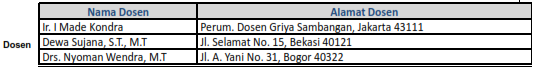 Nama Dosen Alamat Dosen
Ir. I Made Kondra Perum. Dosen Griya Sambangan, Jakarta 43111
Dosen Dewa Sujana, S.T., M.T Jl. Selamat No. 15, Bekasi 40121
Drs. Nyoman Wendra, M.T Jl. A. Yani No. 31, Bogor 40322